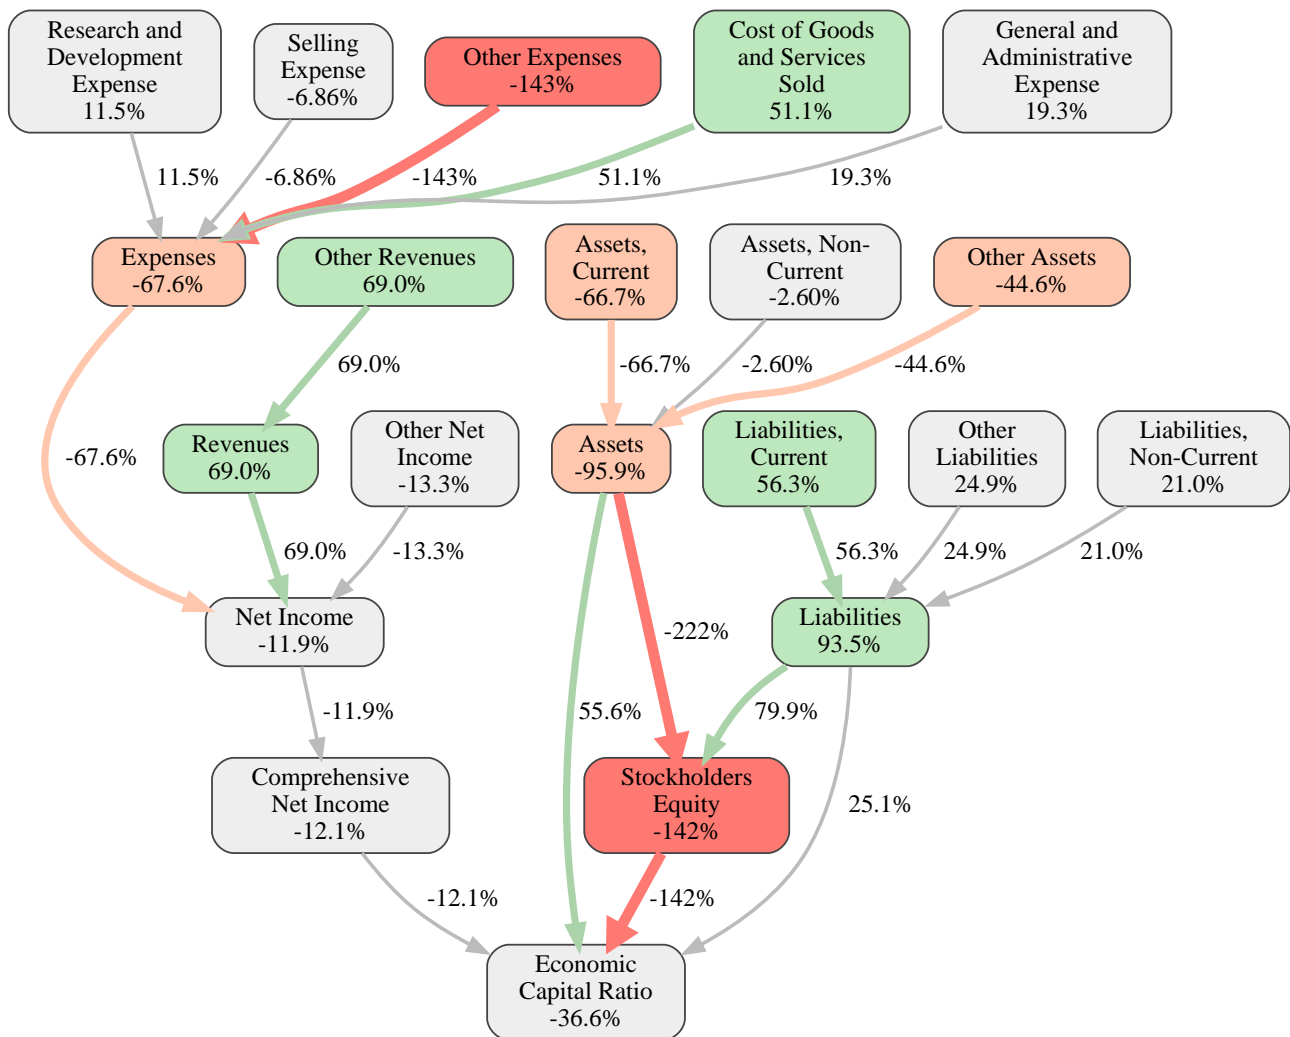 Research and
Development
Expense
11.5%
Selling
Expense
-6.86%
Other Expenses
-143%
Cost of Goods
and Services
Sold
51.1%
General and
Administrative
Expense
19.3%
11.5%
-6.86%
-143%
51.1%
19.3%
Expenses
-67.6%
Other Revenues
69.0%
Assets,
Current
-66.7%
Assets, Non-
Current
-2.60%
Other Assets
-44.6%
69.0%
-66.7%
-2.60%
-44.6%
-67.6%
Revenues
69.0%
Other Net
Income
-13.3%
Assets
-95.9%
Liabilities,
Current
56.3%
Other
Liabilities
24.9%
Liabilities,
Non-Current
21.0%
69.0%
-13.3%
56.3%
24.9%
21.0%
Net Income
-11.9%
-222%
Liabilities
93.5%
-11.9%
55.6%
79.9%
Comprehensive
Net Income
-12.1%
Stockholders
Equity
-142%
25.1%
-12.1%
-142%
Economic
Capital Ratio
-36.6%